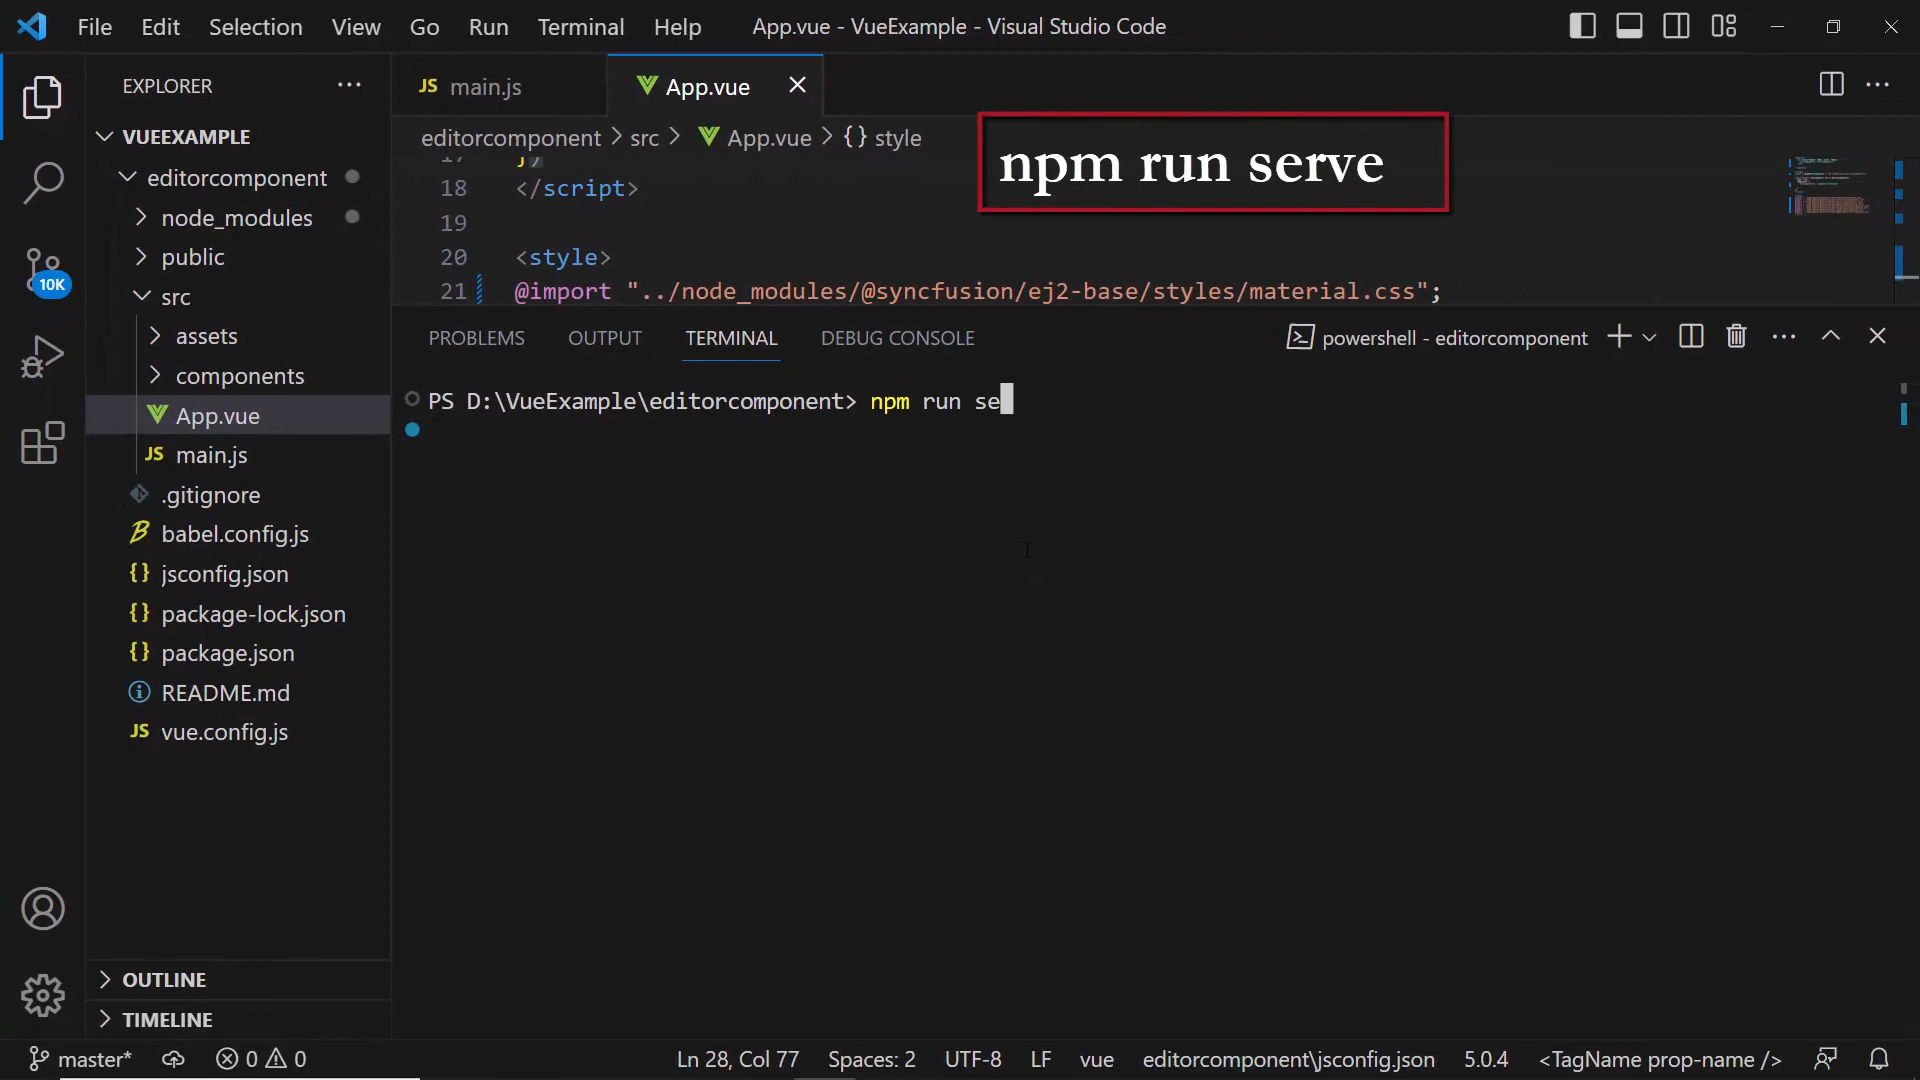 File Edit Selection View Go Run Terminal Help App.vue - VueExample - Visual Studio Code
EXPLORER
VUEEXAMPLE
editorcomponent
node_modules
public
src
assets
components
App.vue
main.js
.gitignore
babel.config.js
jsconfig.json
package-lock.json
package.json
README.md
vue.config.js
OUTLINE
TIMELINE
10K
JS main.js App.vue
editorcomponent > src > App.vue > {} style
npm run serve
18 </script>
19
20 <style>
21 @import "../node_modules/@syncfusion/ej2-base/styles/material.css";
PROBLEMS OUTPUT TERMINAL DEBUG CONSOLE powershell - editorcomponent
PS D:\VueExample\editorcomponent> npm run se
master* 0 0 Ln 28, Col 77 Spaces: 2 UTF-8 LF vue editorcomponent\jsconfig.json 5.0.4 <TagName prop-name />